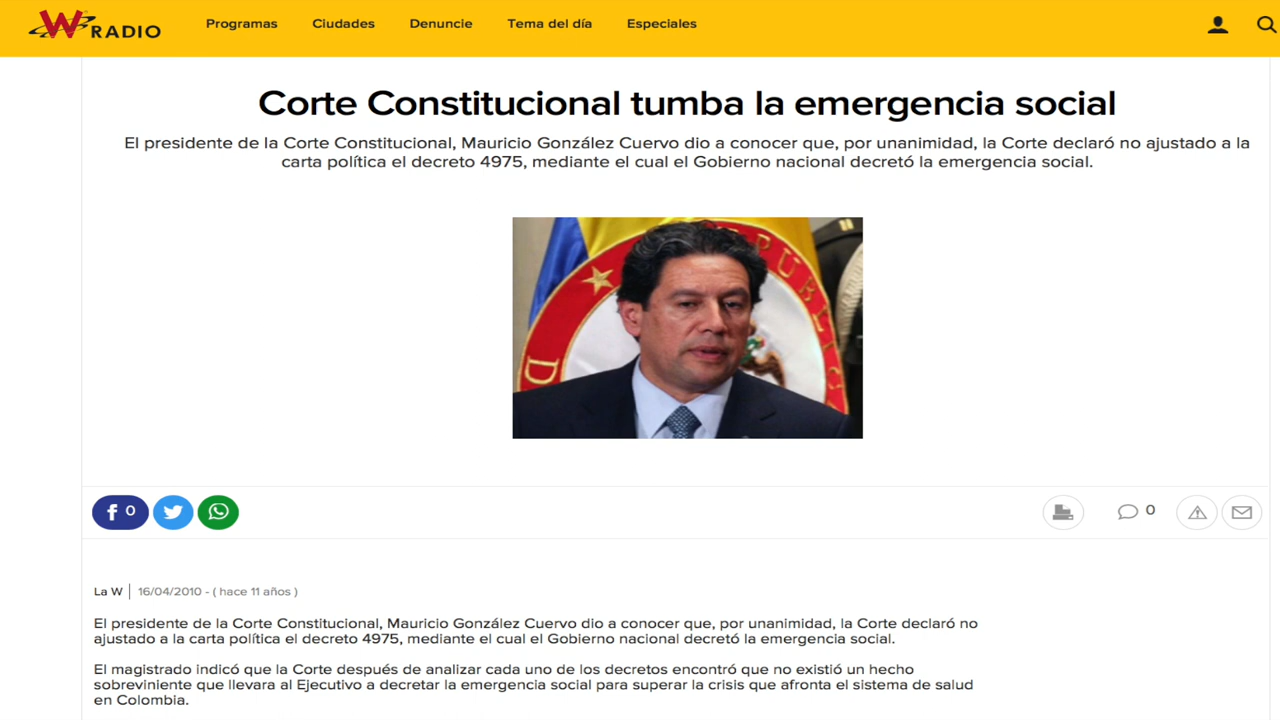 W RADIO
Programas Ciudades Denuncie Tema del día Especiales
Corte Constitucional tumba la emergencia social
El presidente de la Corte Constitucional, Mauricio González Cuervo dio a conocer que, por unanimidad, la Corte declaró no ajustado a la
carta política el decreto 4975, mediante el cual el Gobierno nacional decretó la emergencia social.
f 0
0
La W | 16/04/2010 - ( hace 11 años )
El presidente de la Corte Constitucional, Mauricio González Cuervo dio a conocer que, por unanimidad, la Corte declaró no
ajustado a la carta política el decreto 4975, mediante el cual el Gobierno nacional decretó la emergencia social.
El magistrado indicó que la Corte después de analizar cada uno de los decretos encontró que no existió un hecho
sobreviniente que llevara al Ejecutivo a decretar la emergencia social para superar la crisis que afronta el sistema de salud
en Colombia.